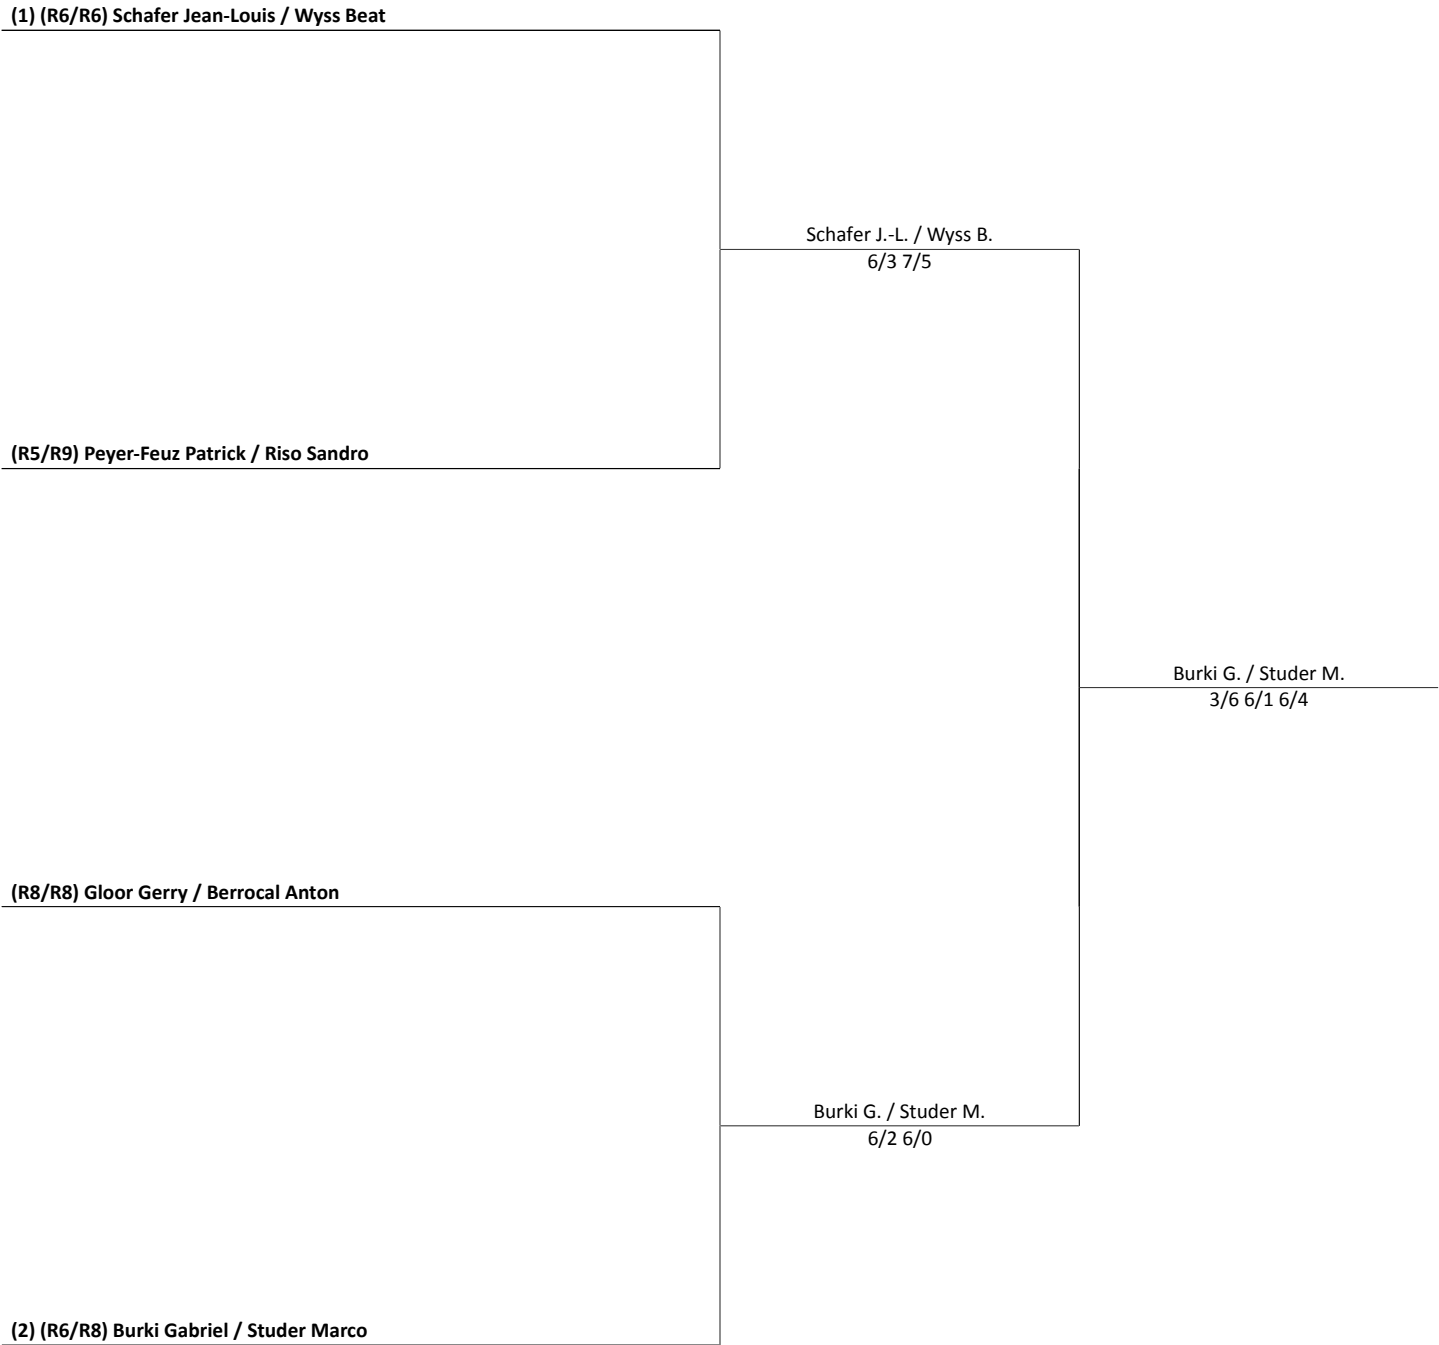 (1) (R6/R6) Schafer Jean-Louis / Wyss Beat
Schafer J.-L. / Wyss B.
6/3 7/5
(R5/R9) Peyer-Feuz Patrick / Riso Sandro
Burki G. / Studer M.
3/6 6/1 6/4
(R8/R8) Gloor Gerry / Berrocal Anton
Burki G. / Studer M.
6/2 6/0
(2) (R6/R8) Burki Gabriel / Studer Marco